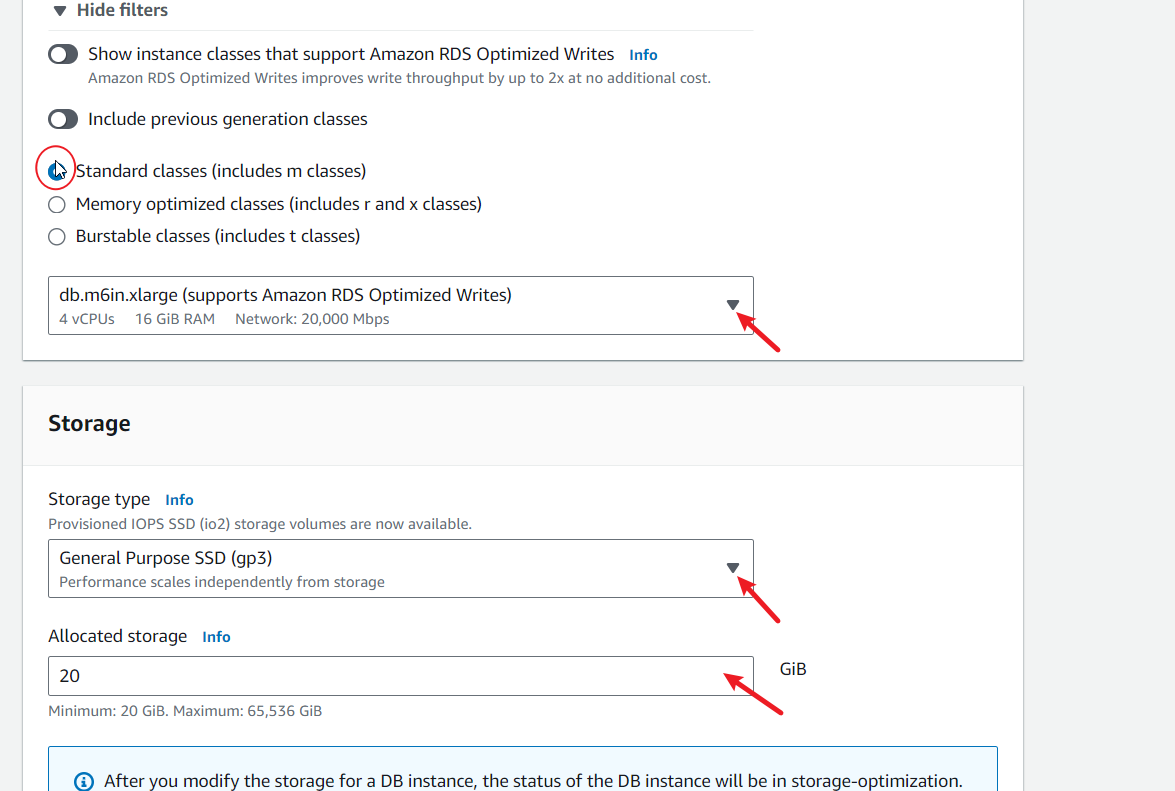 Hide filters
Show instance classes that support Amazon RDS Optimized Writes Info
Amazon RDS Optimized Writes improves write throughput by up to 2x at no additional cost.
Include previous generation classes
Standard classes (includes m classes)
Memory optimized classes (includes r and x classes)
Burstable classes (includes t classes)
db.m6in.xlarge (supports Amazon RDS Optimized Writes)
4 vCPUs 16 GiB RAM Network: 20,000 Mbps
Storage
Storage type Info
Provisioned IOPS SSD (io2) storage volumes are now available.
General Purpose SSD (gp3)
Performance scales independently from storage
Allocated storage Info
20 GiB
Minimum: 20 GiB. Maximum: 65,536 GiB
After you modify the storage for a DB instance, the status of the DB instance will be in storage-optimization.